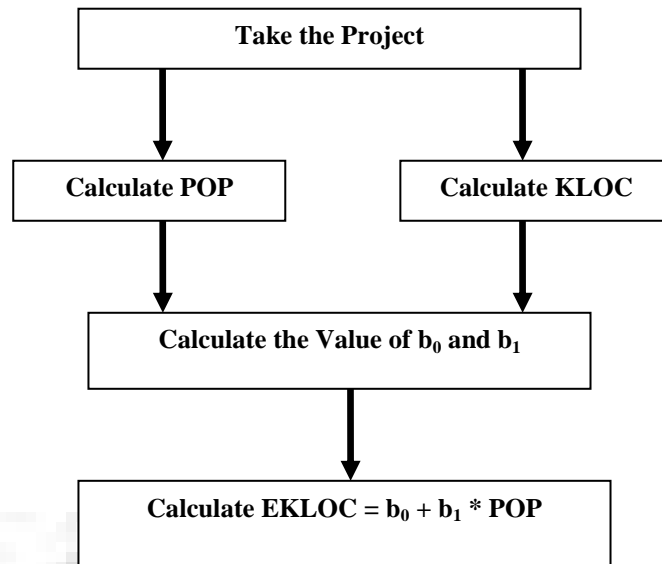 Take the Project
Calculate POP
Calculate KLOC
Calculate the Value of b₀ and b₁
Calculate EKLOC = b₀ + b₁ * POP